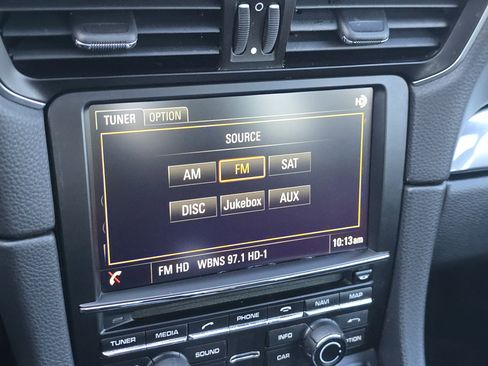 TUNER OPTION
SOURCE
AM FM SAT
DISC Jukebox AUX
10:13am
FM HD WBNS 97.1 HD-1
NAVI MAP
PHONE
TUNER MEDIA INFO OPTION
SOUND CAR